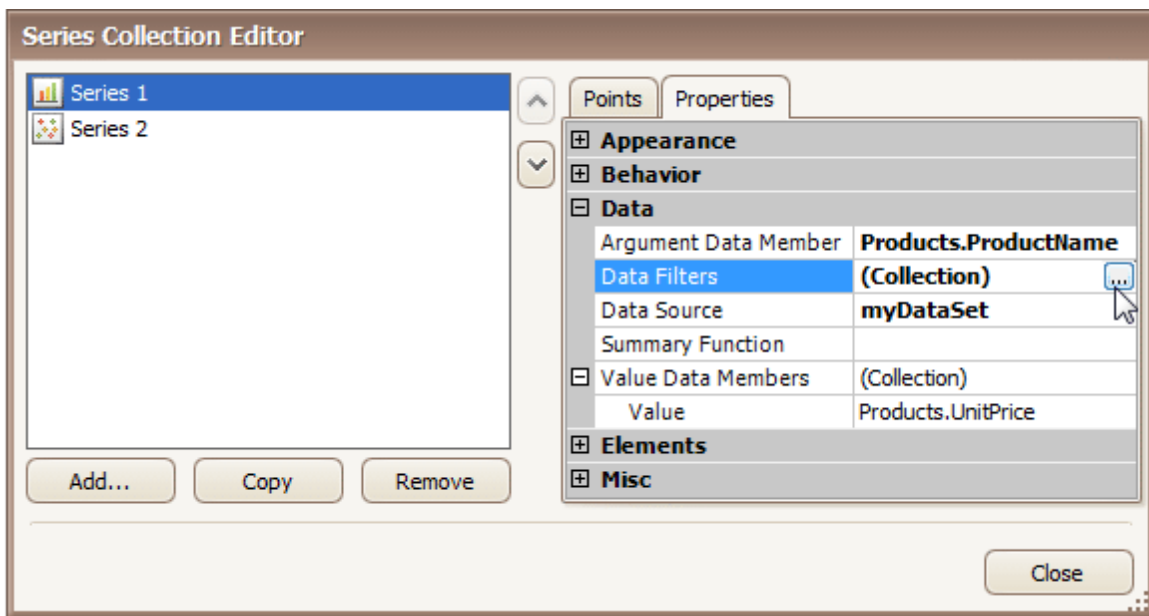 Series Collection Editor
Series 1
Series 2
Add...
Copy
Remove
Points
Properties
Appearance
Behavior
Data
Argument Data Member Products.ProductName
Data Filters (Collection) ...
Data Source myDataSet
Summary Function
Value Data Members (Collection)
Value Products.UnitPrice
Elements
Misc
Close